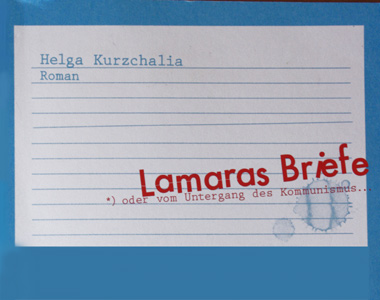 Helga Kurzchalia
Roman
Lamaras Briefe
*) oder vom Untergang des Kommunismus...